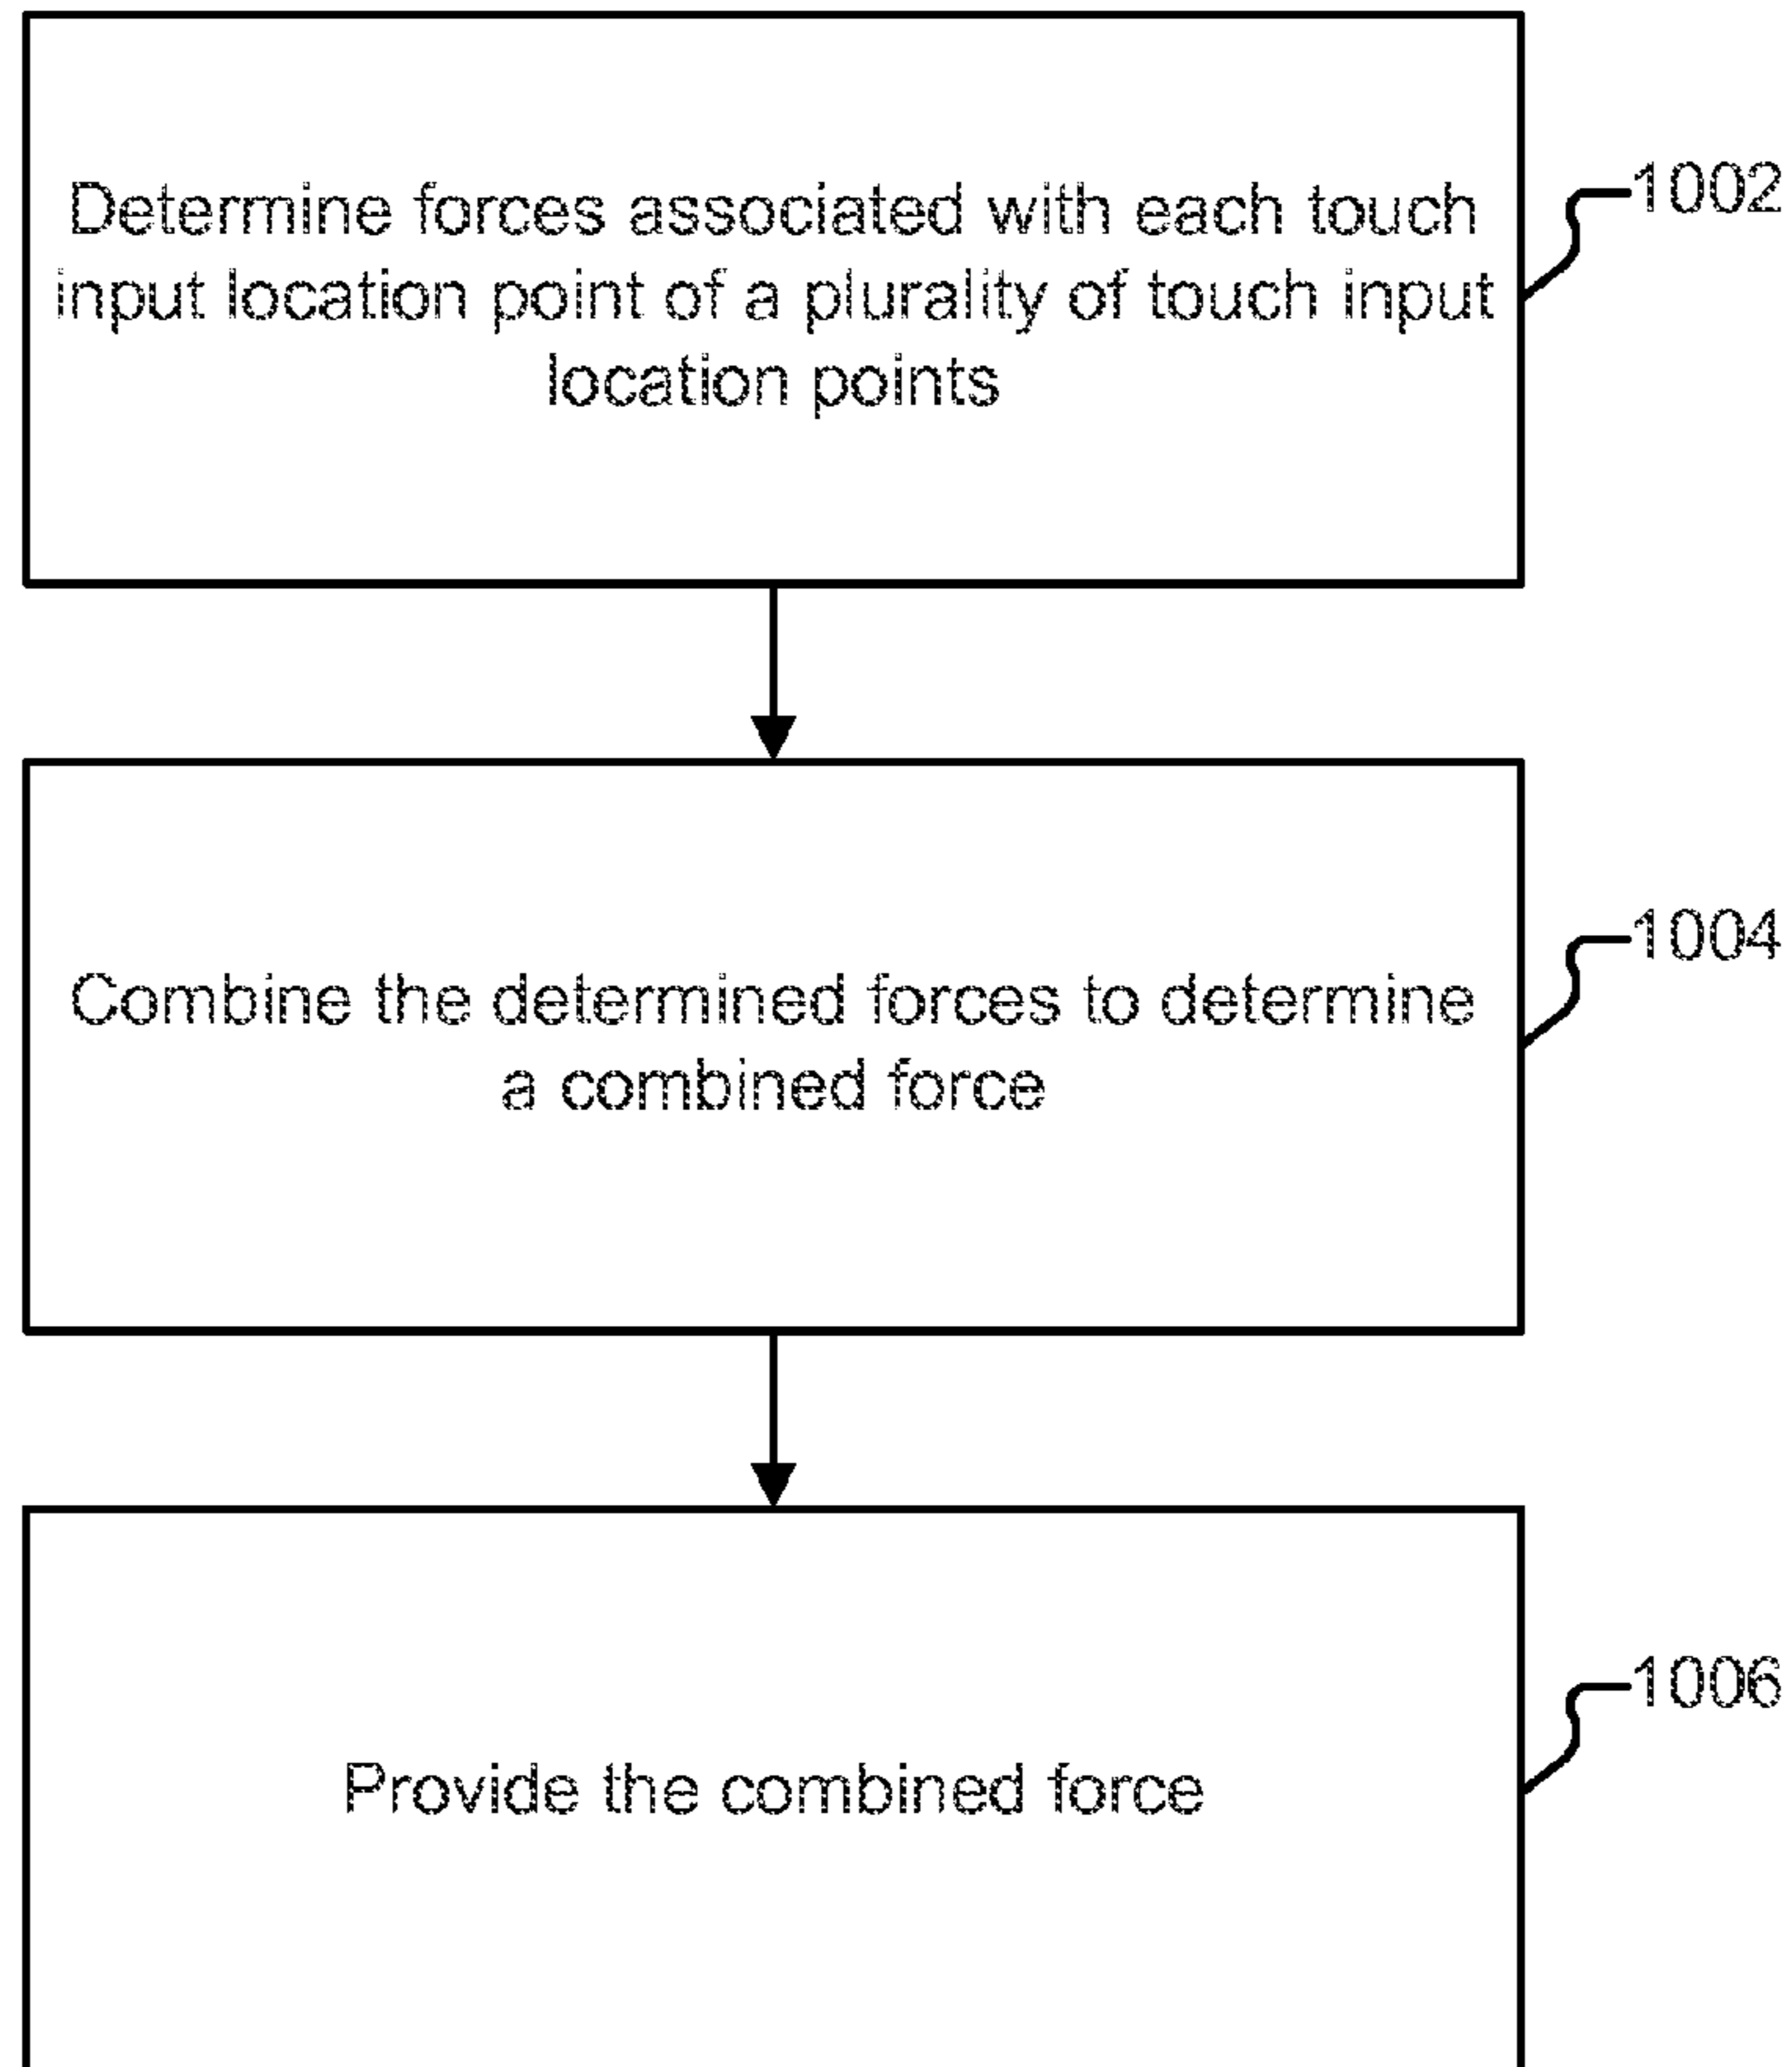 Determine forces associated with each touch
input location point of a plurality of touch input
location points
1002
Combine the determined forces to determine
a combined force
1004
Provide the combined force
1006